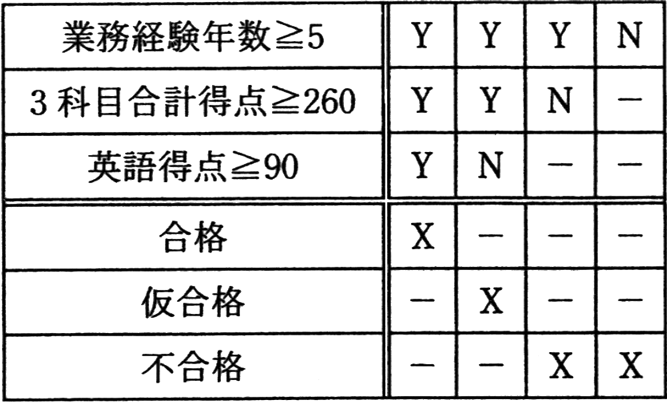 業務経験年数≧5 Y Y Y N
3科目合計得点≧260 Y Y N －
英語得点≧90 Y N － －
合格 X － － －
仮合格 － X － －
不合格 － － X X